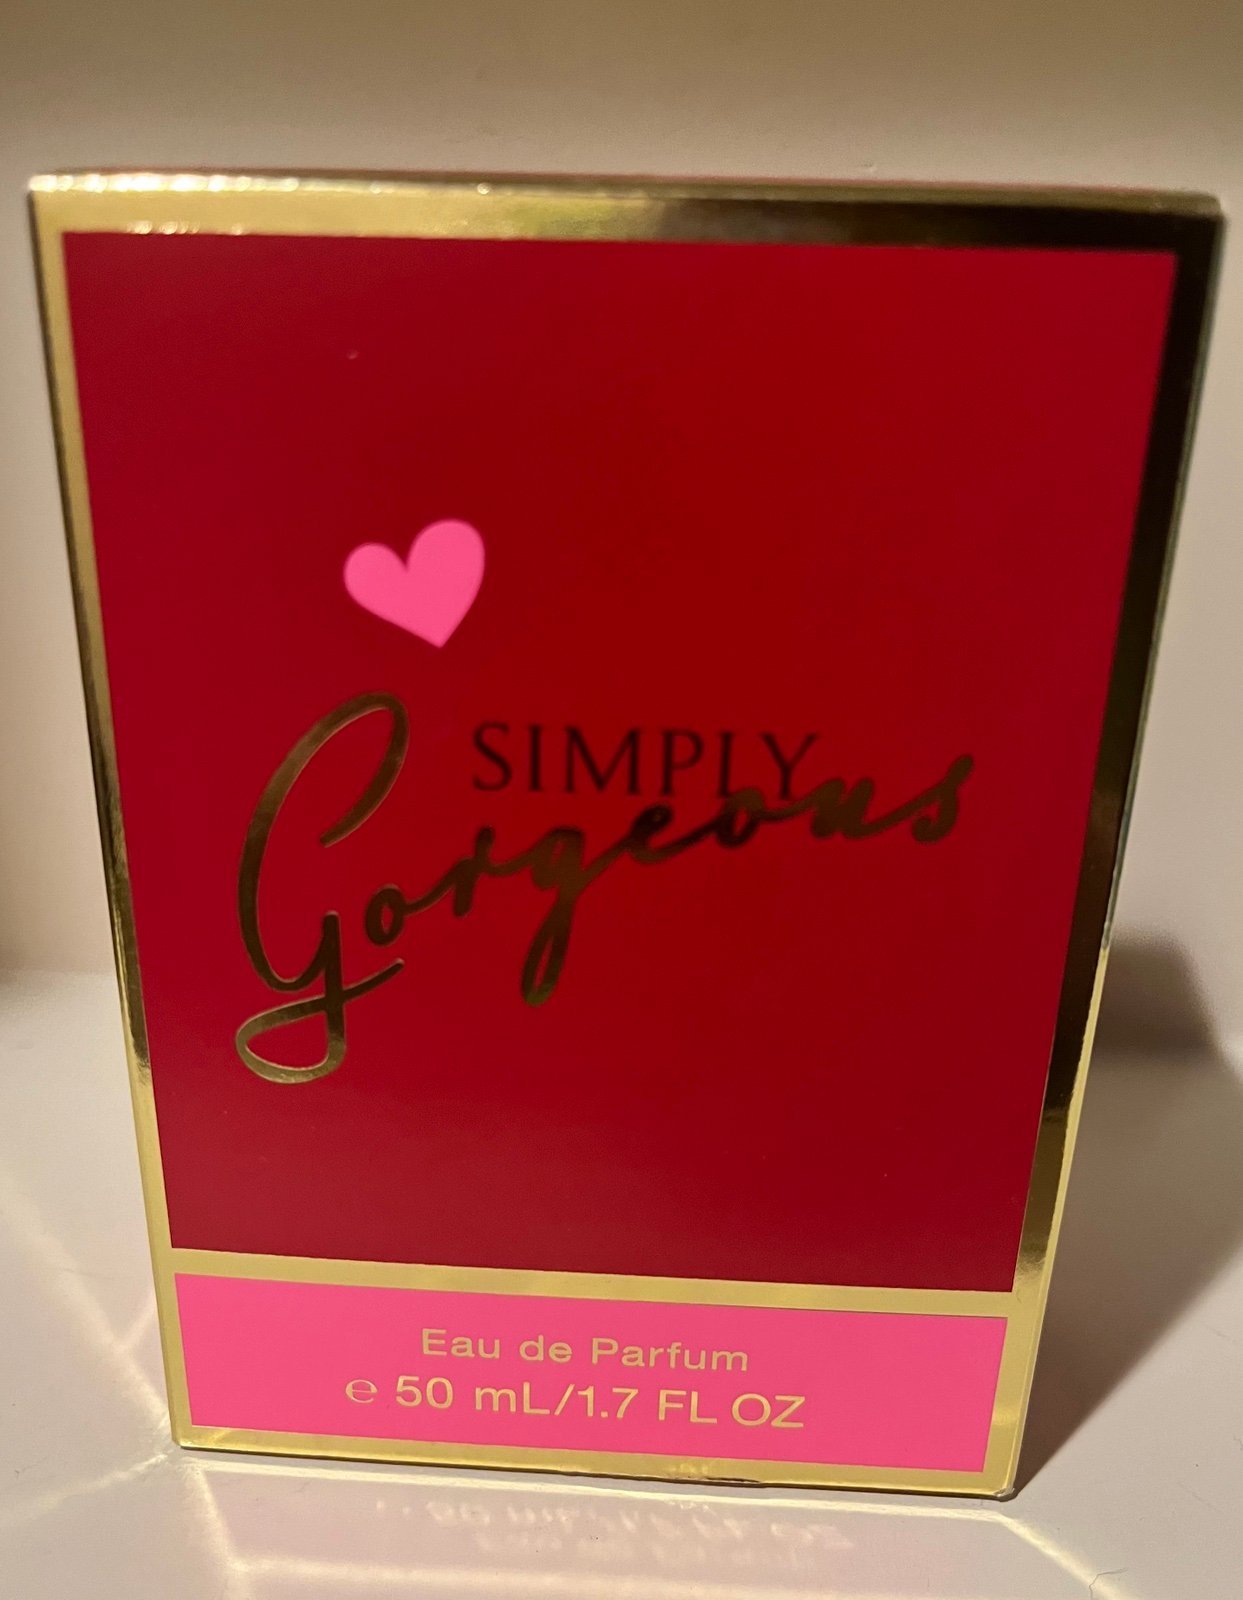 SIMPLY
Gorgeous
Eau de Parfum
℮ 50 mL/1.7 FL OZ